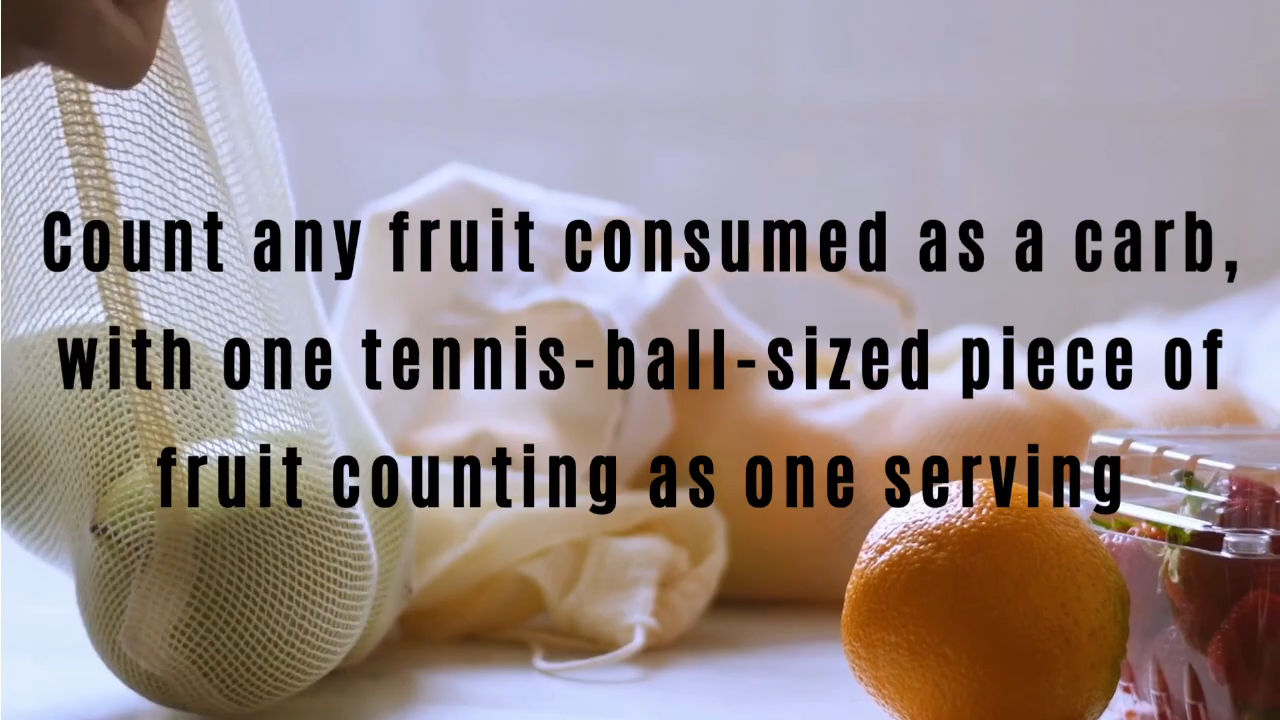 Count any fruit consumed as a carb,
with one tennis-ball-sized piece of
fruit counting as one serving